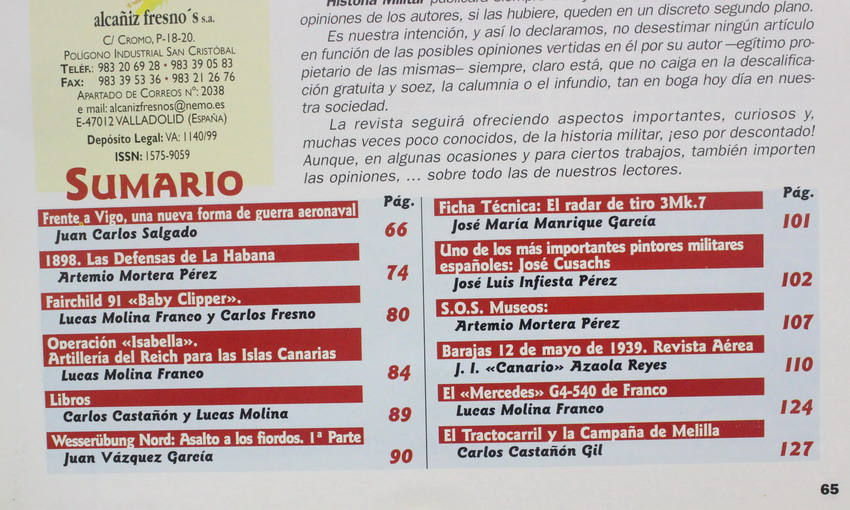 alcañiz fresno´s s.a.
C/ Cromo, P-18-20.
Polígono Industrial San Cristóbal
Teléf.: 983 20 69 28 • 983 39 05 83
Fax: 983 39 53 36 • 983 21 26 76
Apartado de Correos nº: 2038
e mail: alcanizfresnos@nemo.es
E-47012 VALLADOLID (España)
Depósito Legal: VA: 1140/99
ISSN: 1575-9059
Historia Militar publicará siempre
opiniones de los autores, si las hubiere, queden en un discreto segundo plano.
Es nuestra intención, y así lo declaramos, no desestimar ningún artículo
en función de las posibles opiniones vertidas en él por su autor —egítimo pro-
pietario de las mismas— siempre, claro está, que no caiga en la descalifica-
ción gratuita y soez, la calumnia o el infundio, tan en boga hoy día en nues-
tra sociedad.
La revista seguirá ofreciendo aspectos importantes, curiosos y,
muchas veces poco conocidos, de la historia militar, ¡eso por descontado!
Aunque, en algunas ocasiones y para ciertos trabajos, también importen
las opiniones, ... sobre todo las de nuestros lectores.
SUMARIO
Pág.
Frente a Vigo, una nueva forma de guerra aeronaval
Juan Carlos Salgado 66
1898. Las Defensas de La Habana
Artemio Mortera Pérez 74
Fairchild 91 «Baby Clipper».
Lucas Molina Franco y Carlos Fresno 80
Operación «Isabella».
Artillería del Reich para las Islas Canarias
Lucas Molina Franco 84
Libros
Carlos Castañón y Lucas Molina 89
Wesserübung Nord: Asalto a los fiordos. 1ª Parte
Juan Vázquez García 90
Pág.
Ficha Técnica: El radar de tiro 3Mk.7
José María Manrique García 101
Uno de los más importantes pintores militares
españoles: José Cusachs
José Luis Infiesta Pérez 102
S.O.S. Museos:
Artemio Mortera Pérez 107
Barajas 12 de mayo de 1939. Revista Aérea
J. I. «Canario» Azaola Reyes 110
El «Mercedes» G4-540 de Franco
Lucas Molina Franco 124
El Tractocarril y la Campaña de Melilla
Carlos Castañón Gil 127
65